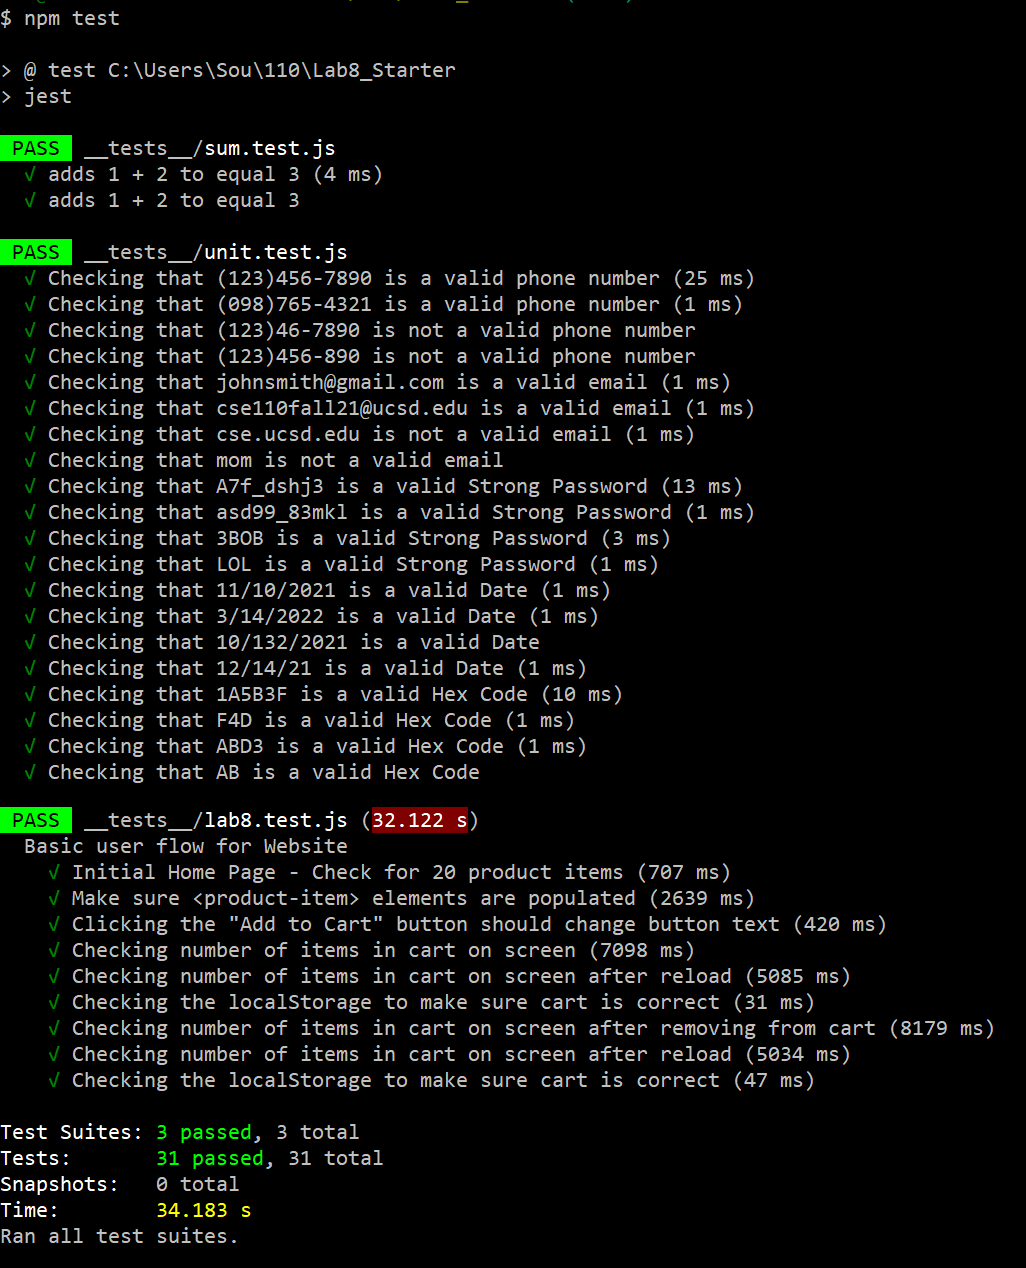 $ npm test
> @ test C:\Users\Sou\110\Lab8_Starter
> jest
PASS __tests__/sum.test.js
√ adds 1 + 2 to equal 3 (4 ms)
√ adds 1 + 2 to equal 3
PASS __tests__/unit.test.js
√ Checking that (123)456-7890 is a valid phone number (25 ms)
√ Checking that (098)765-4321 is a valid phone number (1 ms)
√ Checking that (123)46-7890 is not a valid phone number
√ Checking that (123)456-890 is not a valid phone number
√ Checking that johnsmith@gmail.com is a valid email (1 ms)
√ Checking that cse110fall21@ucsd.edu is a valid email (1 ms)
√ Checking that cse.ucsd.edu is not a valid email (1 ms)
√ Checking that mom is not a valid email
√ Checking that A7f_dshj3 is a valid Strong Password (13 ms)
√ Checking that asd99_83mkl is a valid Strong Password (1 ms)
√ Checking that 3BOB is a valid Strong Password (3 ms)
√ Checking that LOL is a valid Strong Password (1 ms)
√ Checking that 11/10/2021 is a valid Date (1 ms)
√ Checking that 3/14/2022 is a valid Date (1 ms)
√ Checking that 10/132/2021 is a valid Date
√ Checking that 12/14/21 is a valid Date (1 ms)
√ Checking that 1A5B3F is a valid Hex Code (10 ms)
√ Checking that F4D is a valid Hex Code (1 ms)
√ Checking that ABD3 is a valid Hex Code (1 ms)
√ Checking that AB is a valid Hex Code
PASS __tests__/lab8.test.js (32.122 s)
Basic user flow for Website
√ Initial Home Page - Check for 20 product items (707 ms)
√ Make sure <product-item> elements are populated (2639 ms)
√ Clicking the "Add to Cart" button should change button text (420 ms)
√ Checking number of items in cart on screen (7098 ms)
√ Checking number of items in cart on screen after reload (5085 ms)
√ Checking the localStorage to make sure cart is correct (31 ms)
√ Checking number of items in cart on screen after removing from cart (8179 ms)
√ Checking number of items in cart on screen after reload (5034 ms)
√ Checking the localStorage to make sure cart is correct (47 ms)
Test Suites: 3 passed, 3 total
Tests: 31 passed, 31 total
Snapshots: 0 total
Time: 34.183 s
Ran all test suites.